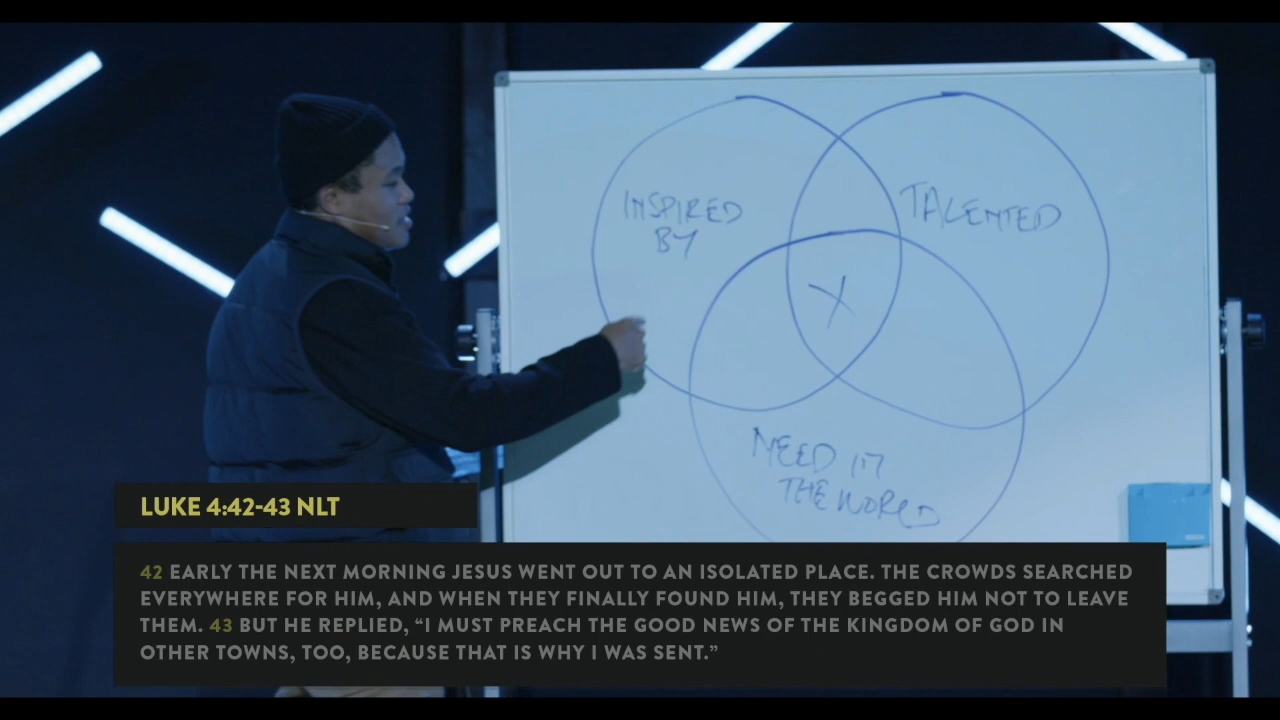 INSPIRED
BY
TALENTED
X
NEED IN
THE WORLD
LUKE 4:42-43 NLT
42 EARLY THE NEXT MORNING JESUS WENT OUT TO AN ISOLATED PLACE. THE CROWDS SEARCHED
EVERYWHERE FOR HIM, AND WHEN THEY FINALLY FOUND HIM, THEY BEGGED HIM NOT TO LEAVE
THEM. 43 BUT HE REPLIED, “I MUST PREACH THE GOOD NEWS OF THE KINGDOM OF GOD IN
OTHER TOWNS, TOO, BECAUSE THAT IS WHY I WAS SENT.”